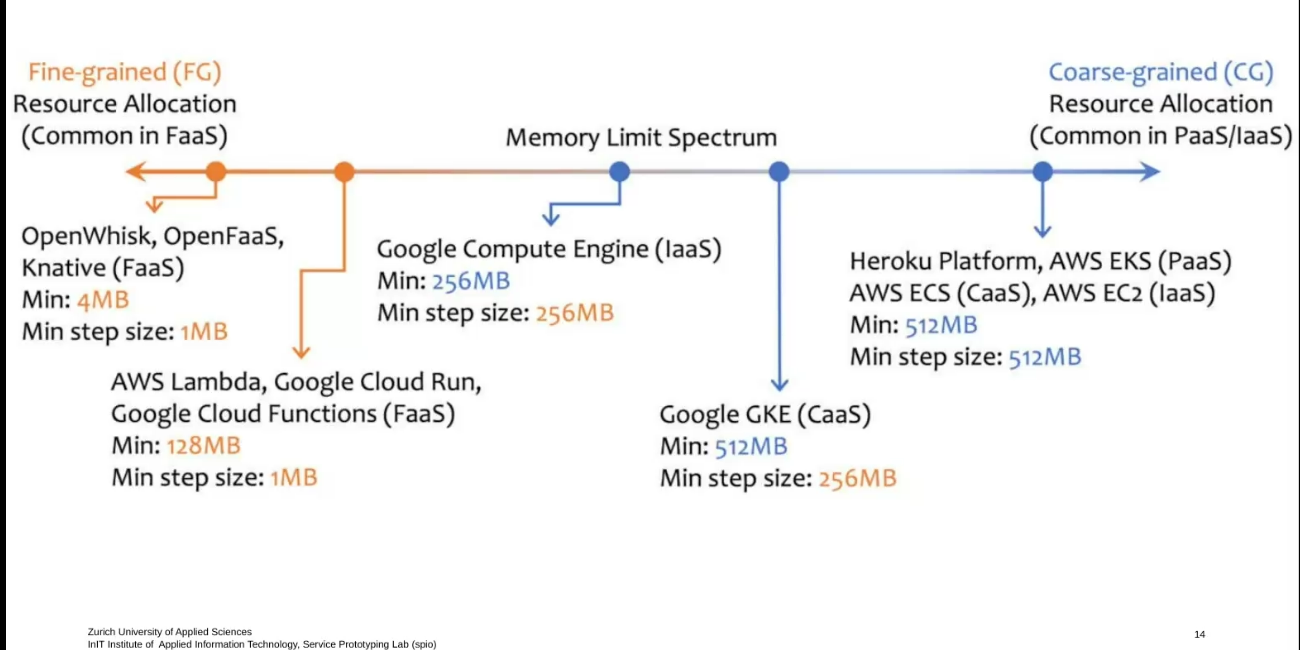 Fine-grained (FG)
Resource Allocation
(Common in FaaS)
Memory Limit Spectrum
Coarse-grained (CG)
Resource Allocation
(Common in PaaS/IaaS)
OpenWhisk, OpenFaaS,
Knative (FaaS)
Min: 4MB
Min step size: 1MB
AWS Lambda, Google Cloud Run,
Google Cloud Functions (FaaS)
Min: 128MB
Min step size: 1MB
Google Compute Engine (IaaS)
Min: 256MB
Min step size: 256MB
Google GKE (CaaS)
Min: 512MB
Min step size: 256MB
Heroku Platform, AWS EKS (PaaS)
AWS ECS (CaaS), AWS EC2 (IaaS)
Min: 512MB
Min step size: 512MB
Zurich University of Applied Sciences
InIT Institute of Applied Information Technology, Service Prototyping Lab (spio)
14